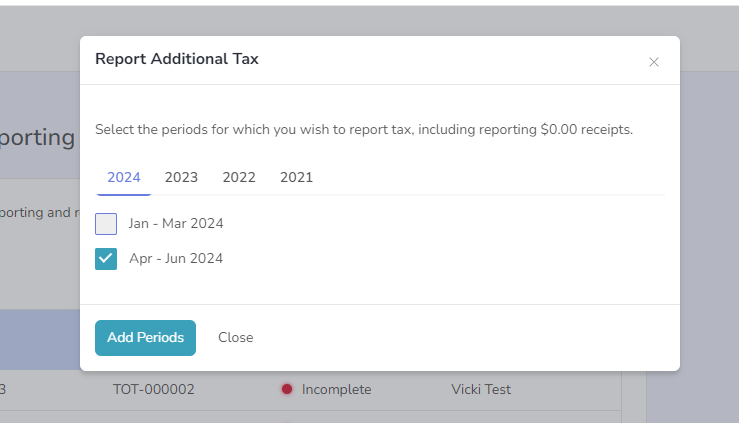 Report Additional Tax
Select the periods for which you wish to report tax, including reporting $0.00 receipts.
porting
2024 2023 2022 2021
porting and
Jan - Mar 2024
Apr - Jun 2024
Add Periods Close
3 TOT-000002 Incomplete Vicki Test